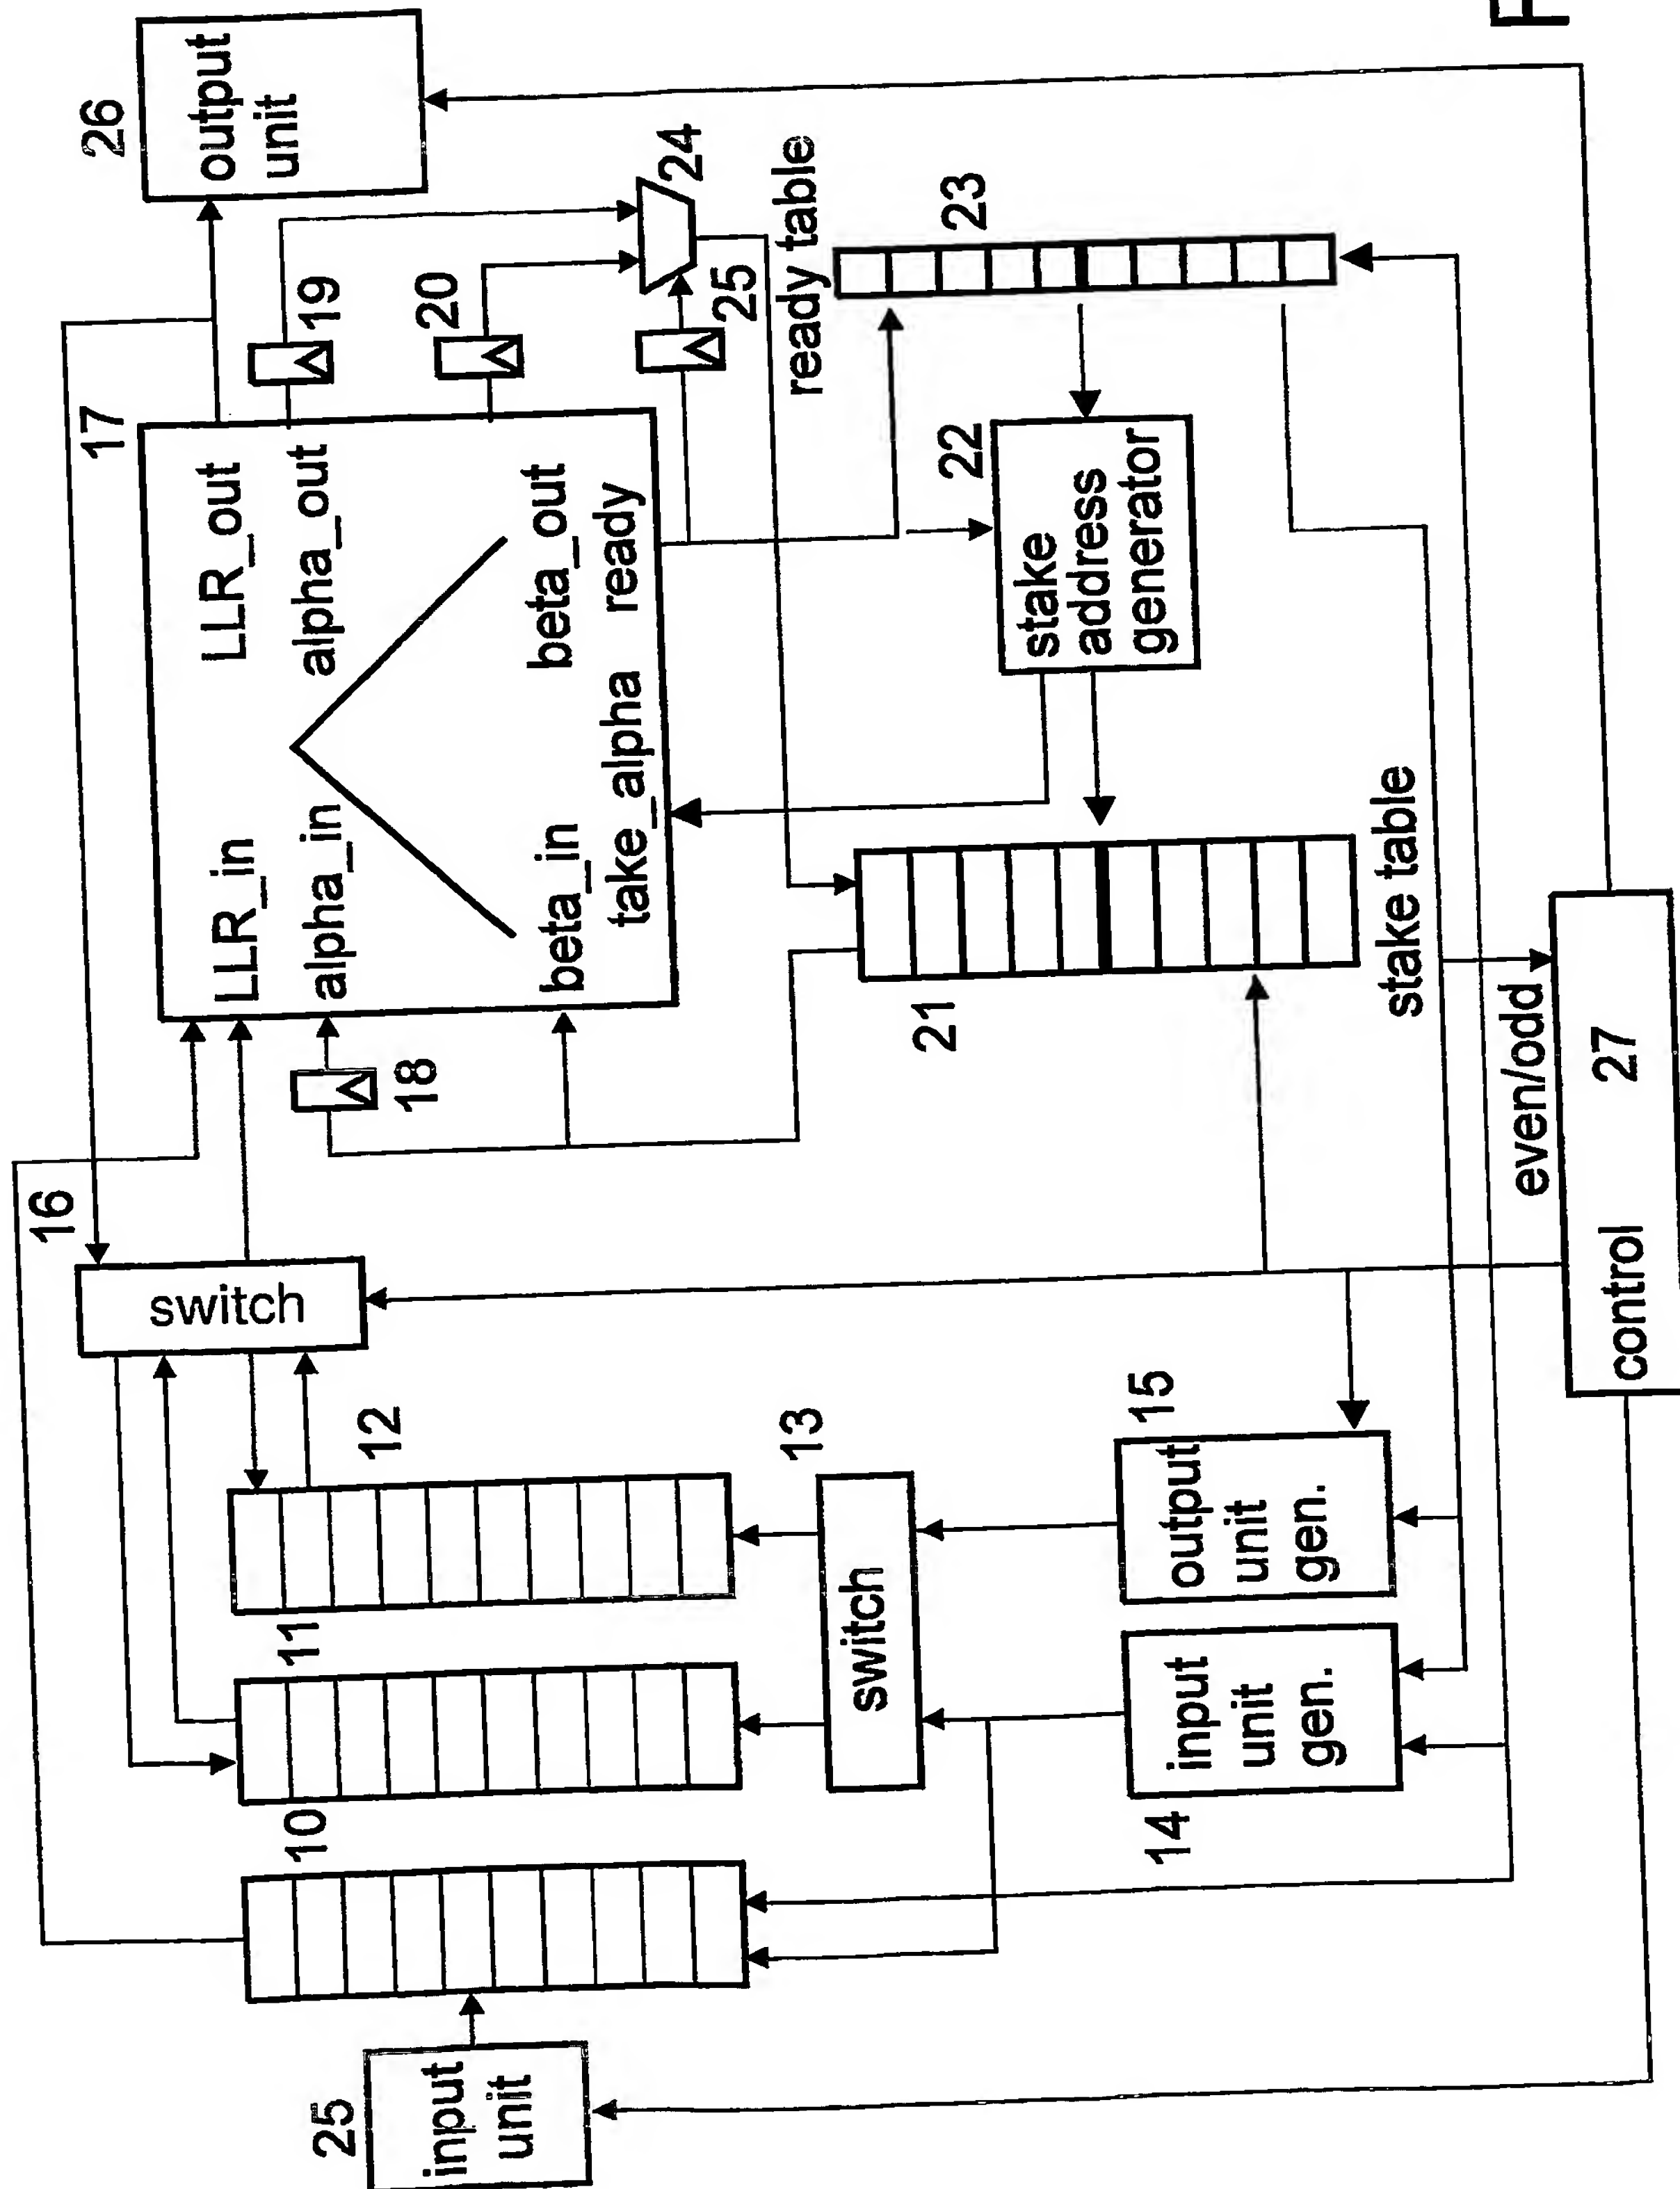 25
input
unit
10
11
12
16
switch
13
switch
14
input
unit
gen.
15
output
unit
gen.
17
LLR_in
LLR_out
alpha_in
alpha_out
beta_in
beta_out
take_alpha
ready
18
19
20
26
output
unit
24
25
21
stake table
22
stake
address
generator
ready table
23
even/odd
control
27